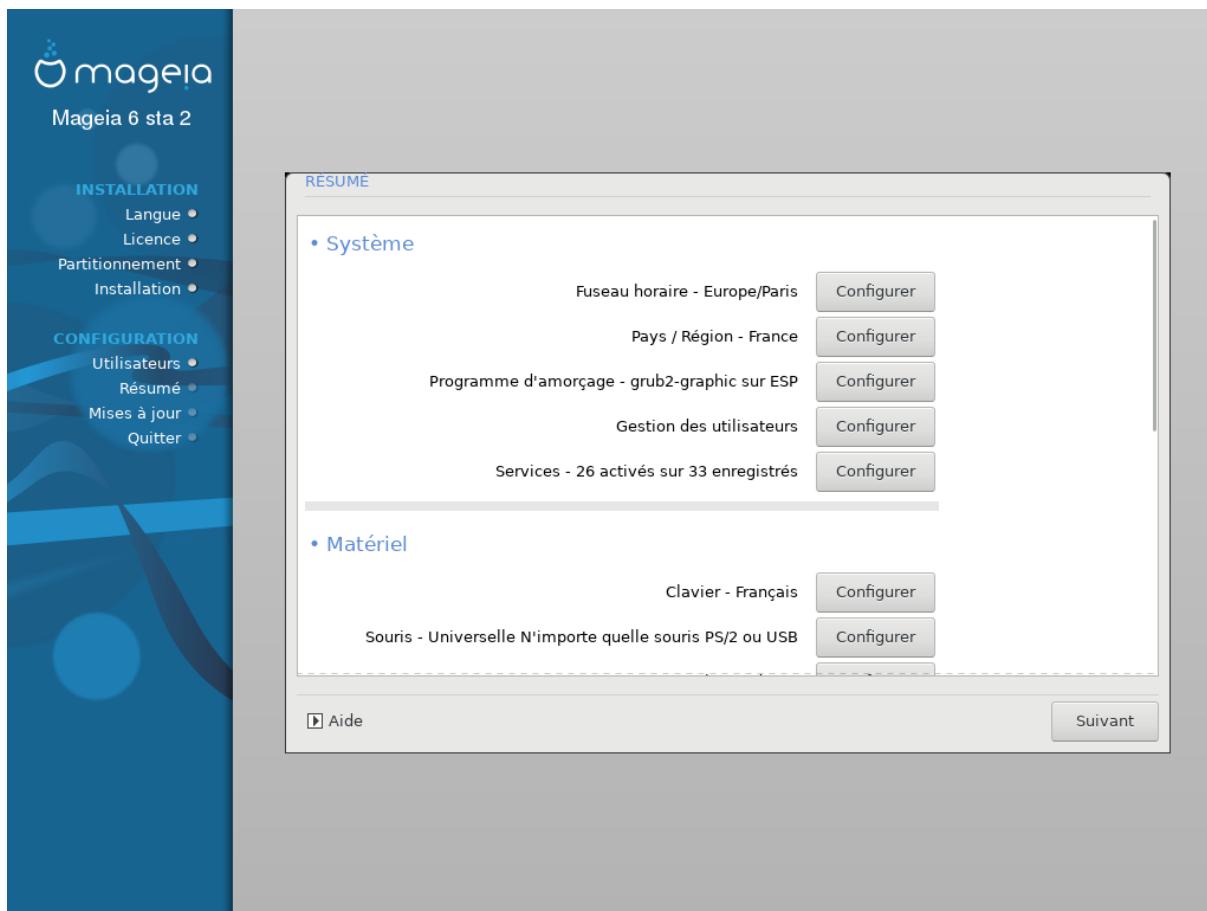 mageia
Mageia 6 sta 2
INSTALLATION
Langue
Licence
Partitionnement
Installation
CONFIGURATION
Utilisateurs
Résumé
Mises à jour
Quitter
RÉSUMÉ
• Système
Fuseau horaire - Europe/Paris Configurer
Pays / Région - France Configurer
Programme d'amorçage - grub2-graphic sur ESP Configurer
Gestion des utilisateurs Configurer
Services - 26 activés sur 33 enregistrés Configurer
• Matériel
Clavier - Français Configurer
Souris - Universelle N'importe quelle souris PS/2 ou USB Configurer
Aide
Suivant